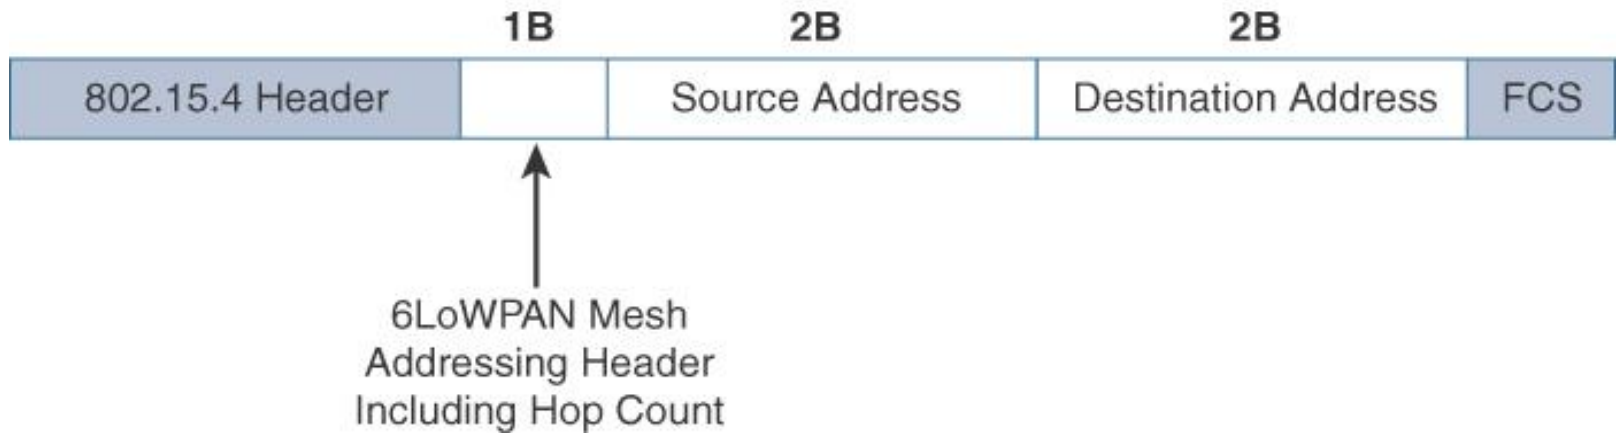 1B 2B 2B
802.15.4 Header Source Address Destination Address FCS
6LoWPAN Mesh
Addressing Header
Including Hop Count